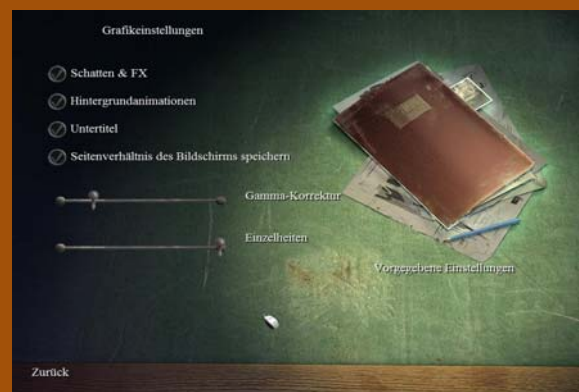 Grafikeinstellungen
Schatten & FX
Hintergrundanimationen
Untertitel
Seitenverhältnis des Bildschirms speichern
Gamma-Korrektur
Einzelheiten
Vorgegebene Einstellungen
Zurück